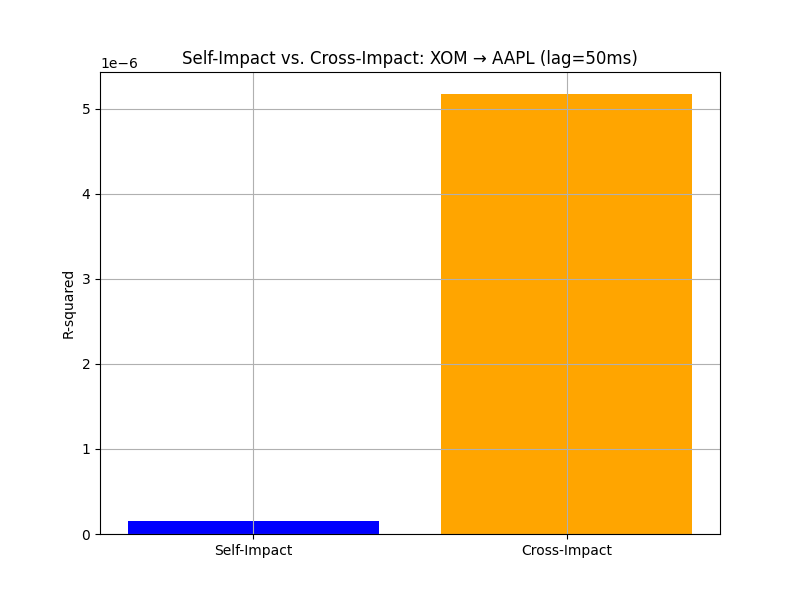 Self-Impact vs. Cross-Impact: XOM → AAPL (lag=50ms)
1e−6
5
4
3
2
1
0
R-squared
Self-Impact
Cross-Impact